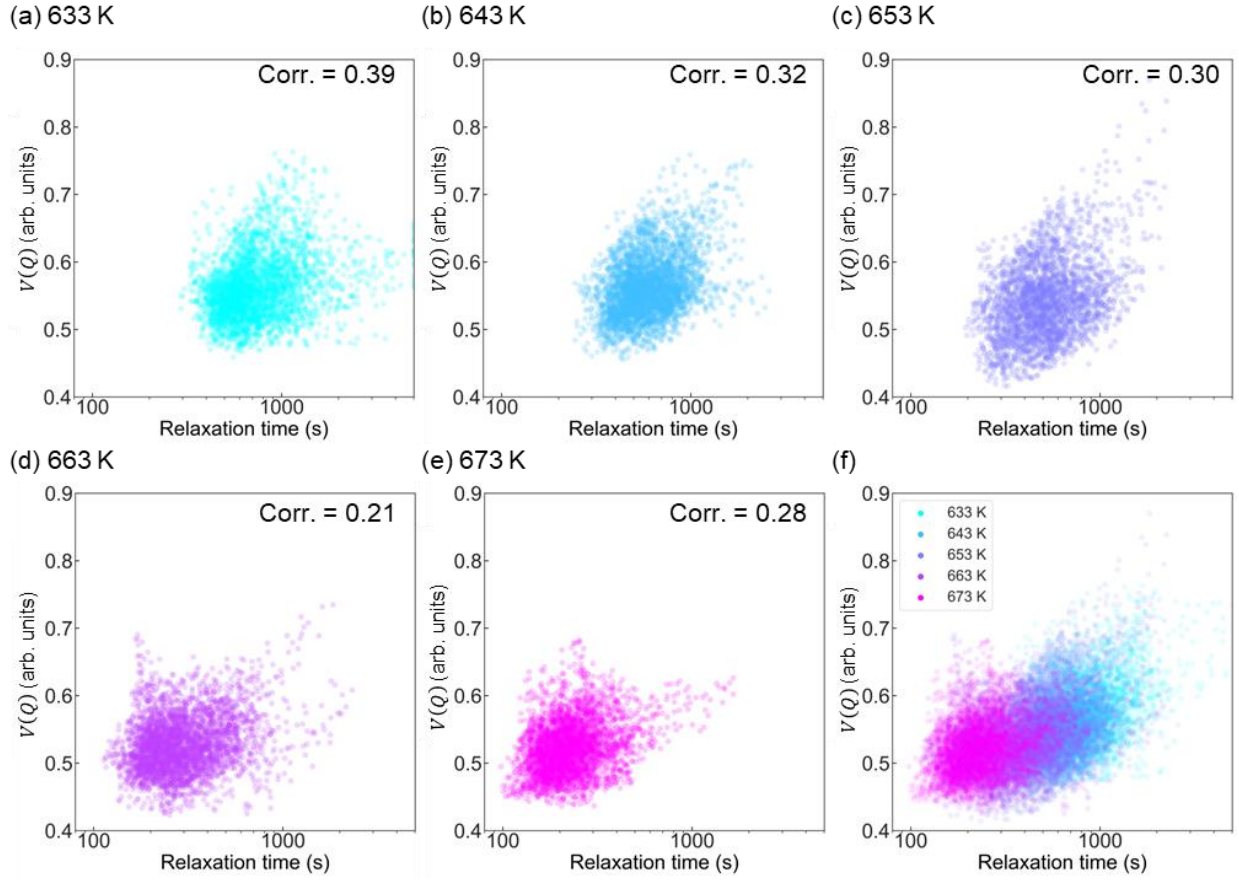 (a) 633 K
0.9
0.8
0.7
0.6
0.5
0.4
V(Q) (arb. units)
Corr. = 0.39
100 1000
Relaxation time (s)
(b) 643 K
0.9
0.8
0.7
0.6
0.5
0.4
V(Q) (arb. units)
Corr. = 0.32
100 1000
Relaxation time (s)
(c) 653 K
0.9
0.8
0.7
0.6
0.5
0.4
V(Q) (arb. units)
Corr. = 0.30
100 1000
Relaxation time (s)
(d) 663 K
0.9
0.8
0.7
0.6
0.5
0.4
V(Q) (arb. units)
Corr. = 0.21
100 1000
Relaxation time (s)
(e) 673 K
0.9
0.8
0.7
0.6
0.5
0.4
V(Q) (arb. units)
Corr. = 0.28
100 1000
Relaxation time (s)
(f)
0.9
0.8
0.7
0.6
0.5
0.4
V(Q) (arb. units)
633 K
643 K
653 K
663 K
673 K
100 1000
Relaxation time (s)